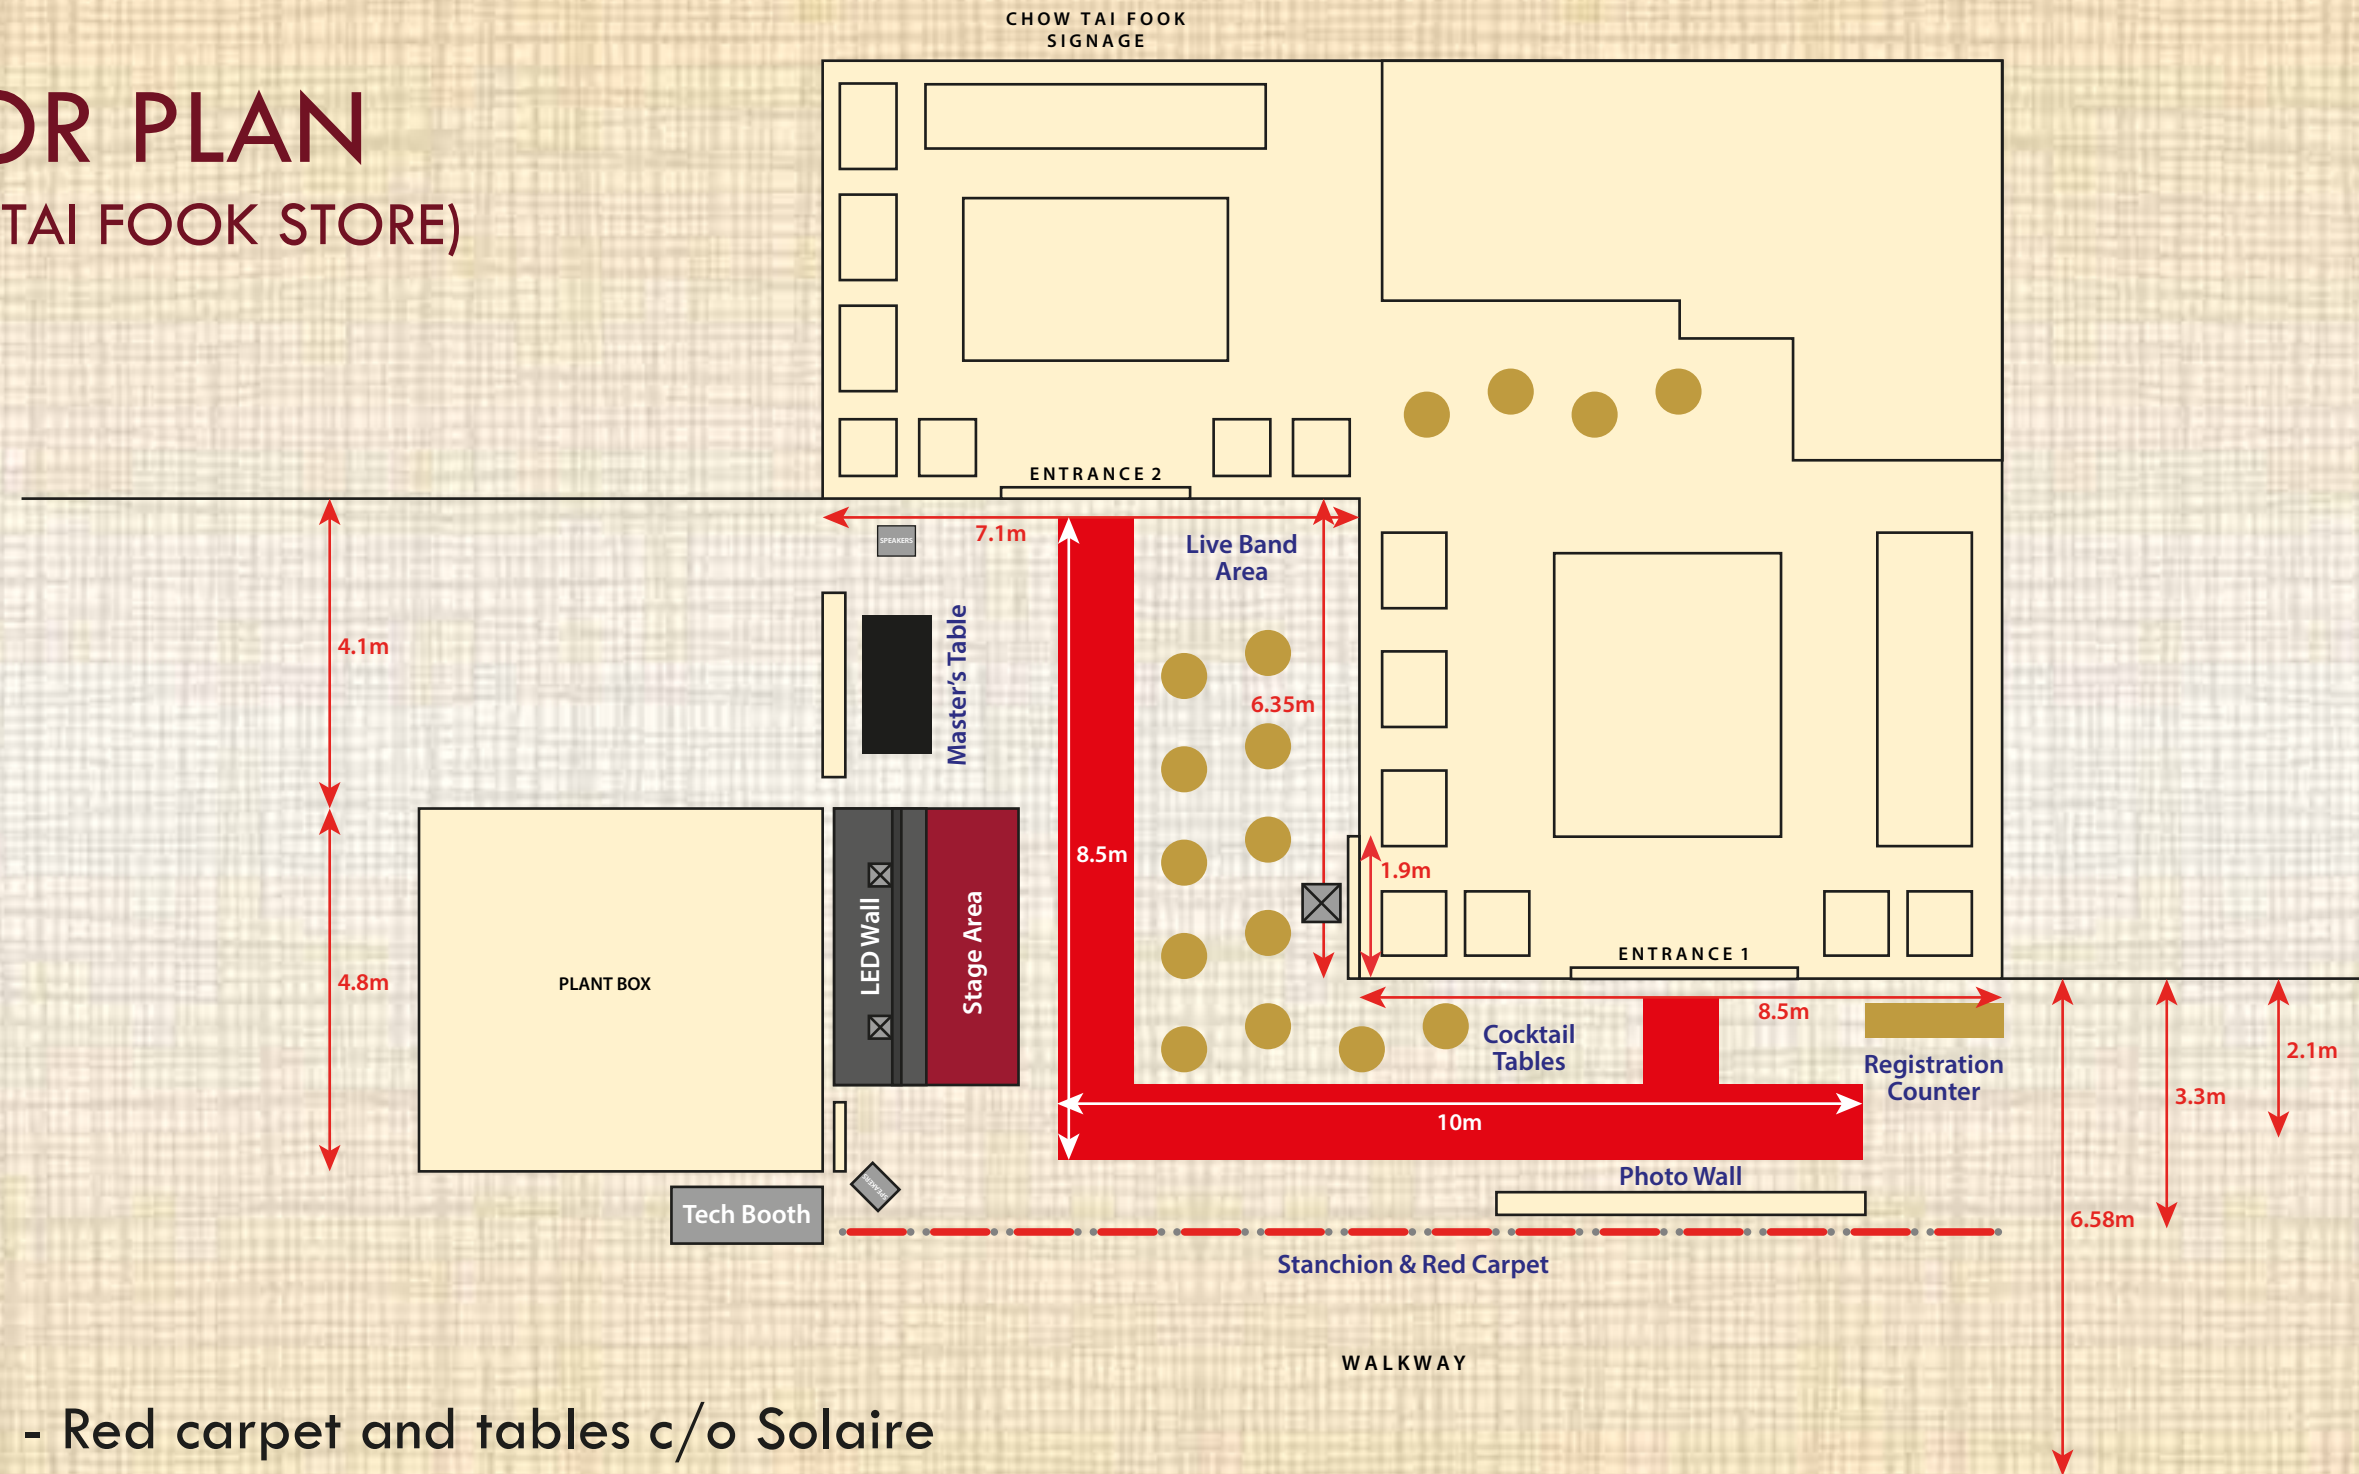 CHOW TAI FOOK
SIGNAGE
OR PLAN
TAI FOOK STORE)
ENTRANCE 2
7.1m
SPEAKERS
Live Band
Area
4.1m
Master's Table
6.35m
8.5m
1.9m
ENTRANCE 1
4.8m
PLANT BOX
LED Wall
Stage Area
8.5m
Cocktail
Tables
Registration
Counter
2.1m
3.3m
10m
Photo Wall
SPEAKERS
Tech Booth
6.58m
Stanchion & Red Carpet
WALKWAY
- Red carpet and tables c/o Solaire